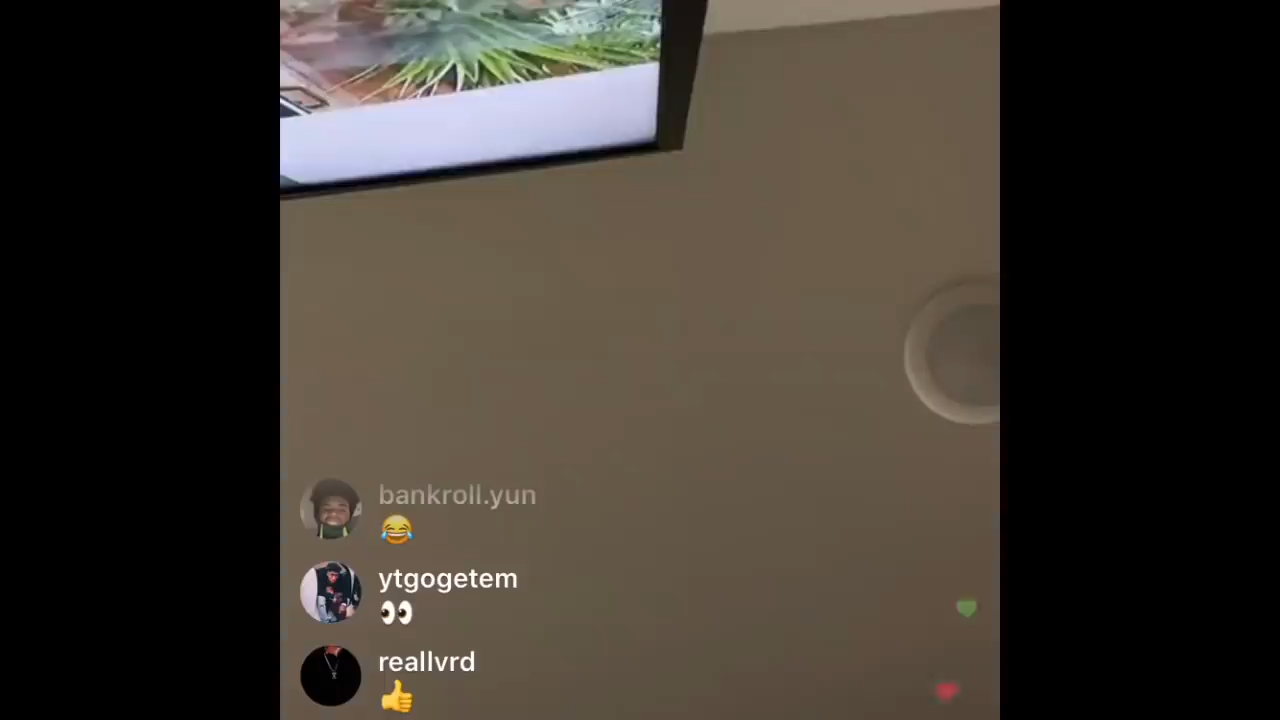 bankroll.yun
😂
ytgogetem
👀
reallvrd
👍